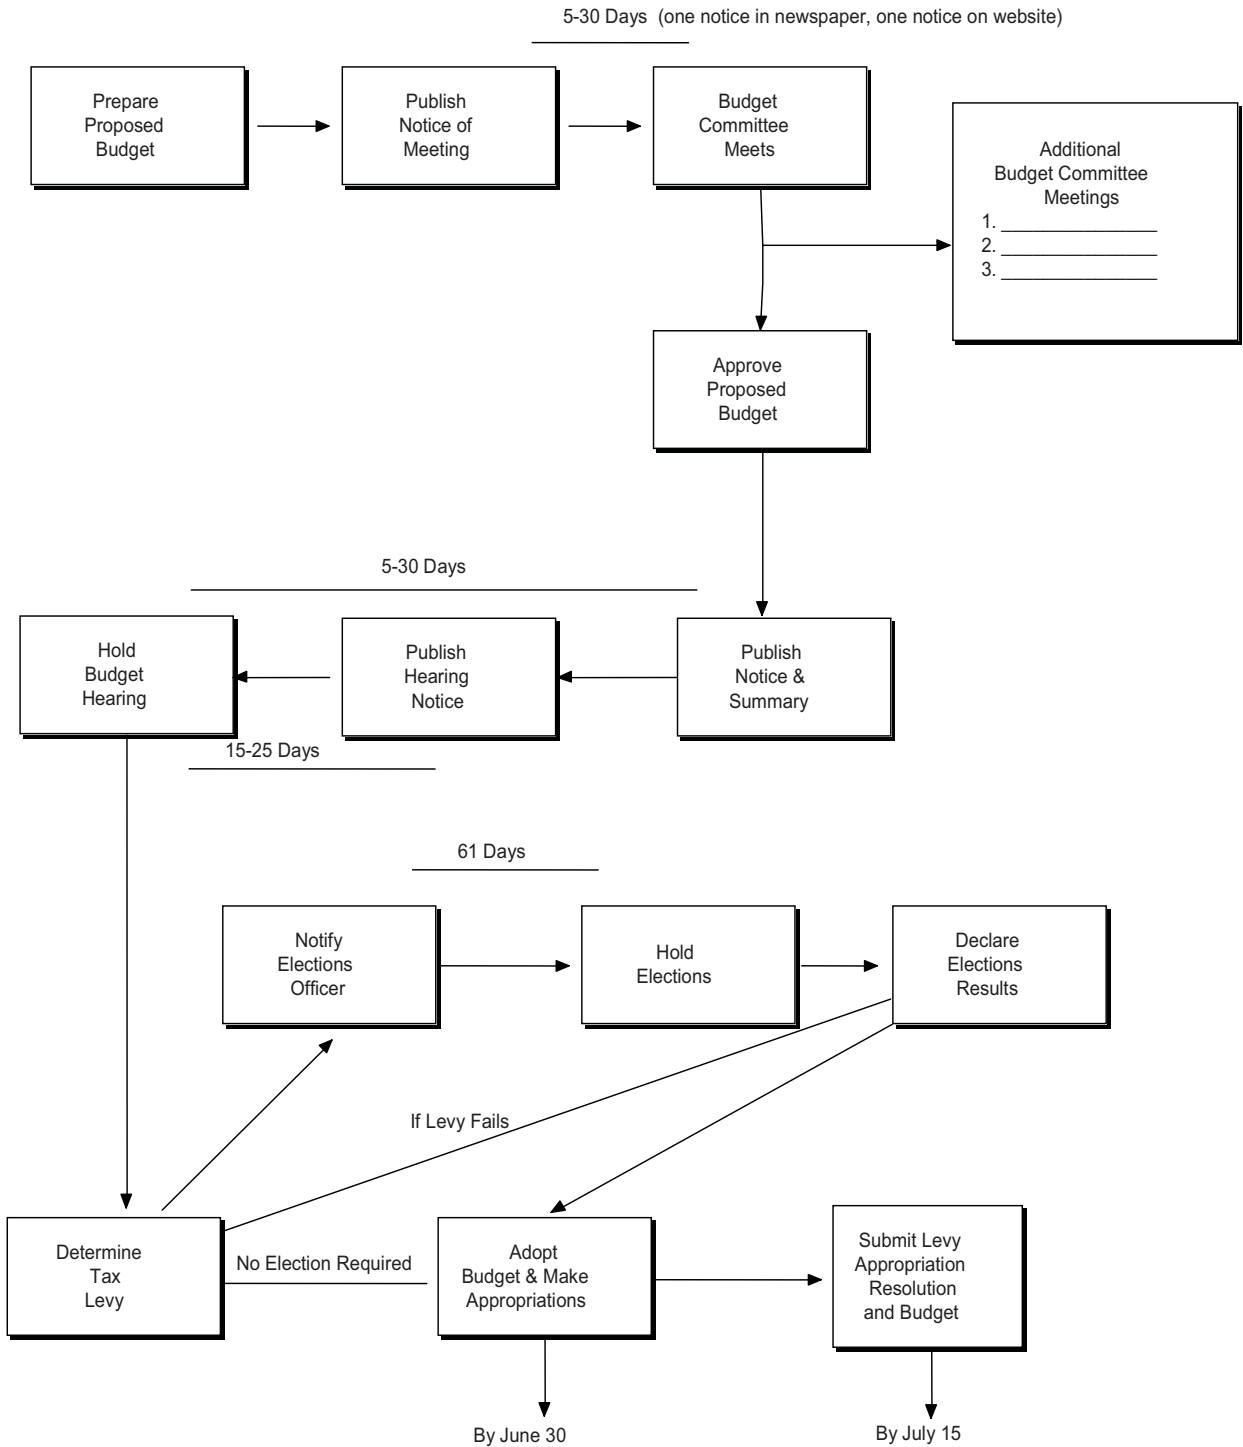 5-30 Days (one notice in newspaper, one notice on website)
Prepare
Proposed
Budget
Publish
Notice of
Meeting
Budget
Committee
Meets
Additional
Budget Committee
Meetings
1. _______________
2. _______________
3. _______________
Approve
Proposed
Budget
5-30 Days
Hold
Budget
Hearing
Publish
Hearing
Notice
Publish
Notice &
Summary
15-25 Days
61 Days
Notify
Elections
Officer
Hold
Elections
Declare
Elections
Results
If Levy Fails
Determine
Tax
Levy
No Election Required
Adopt
Budget & Make
Appropriations
Submit Levy
Appropriation
Resolution
and Budget
By June 30
By July 15